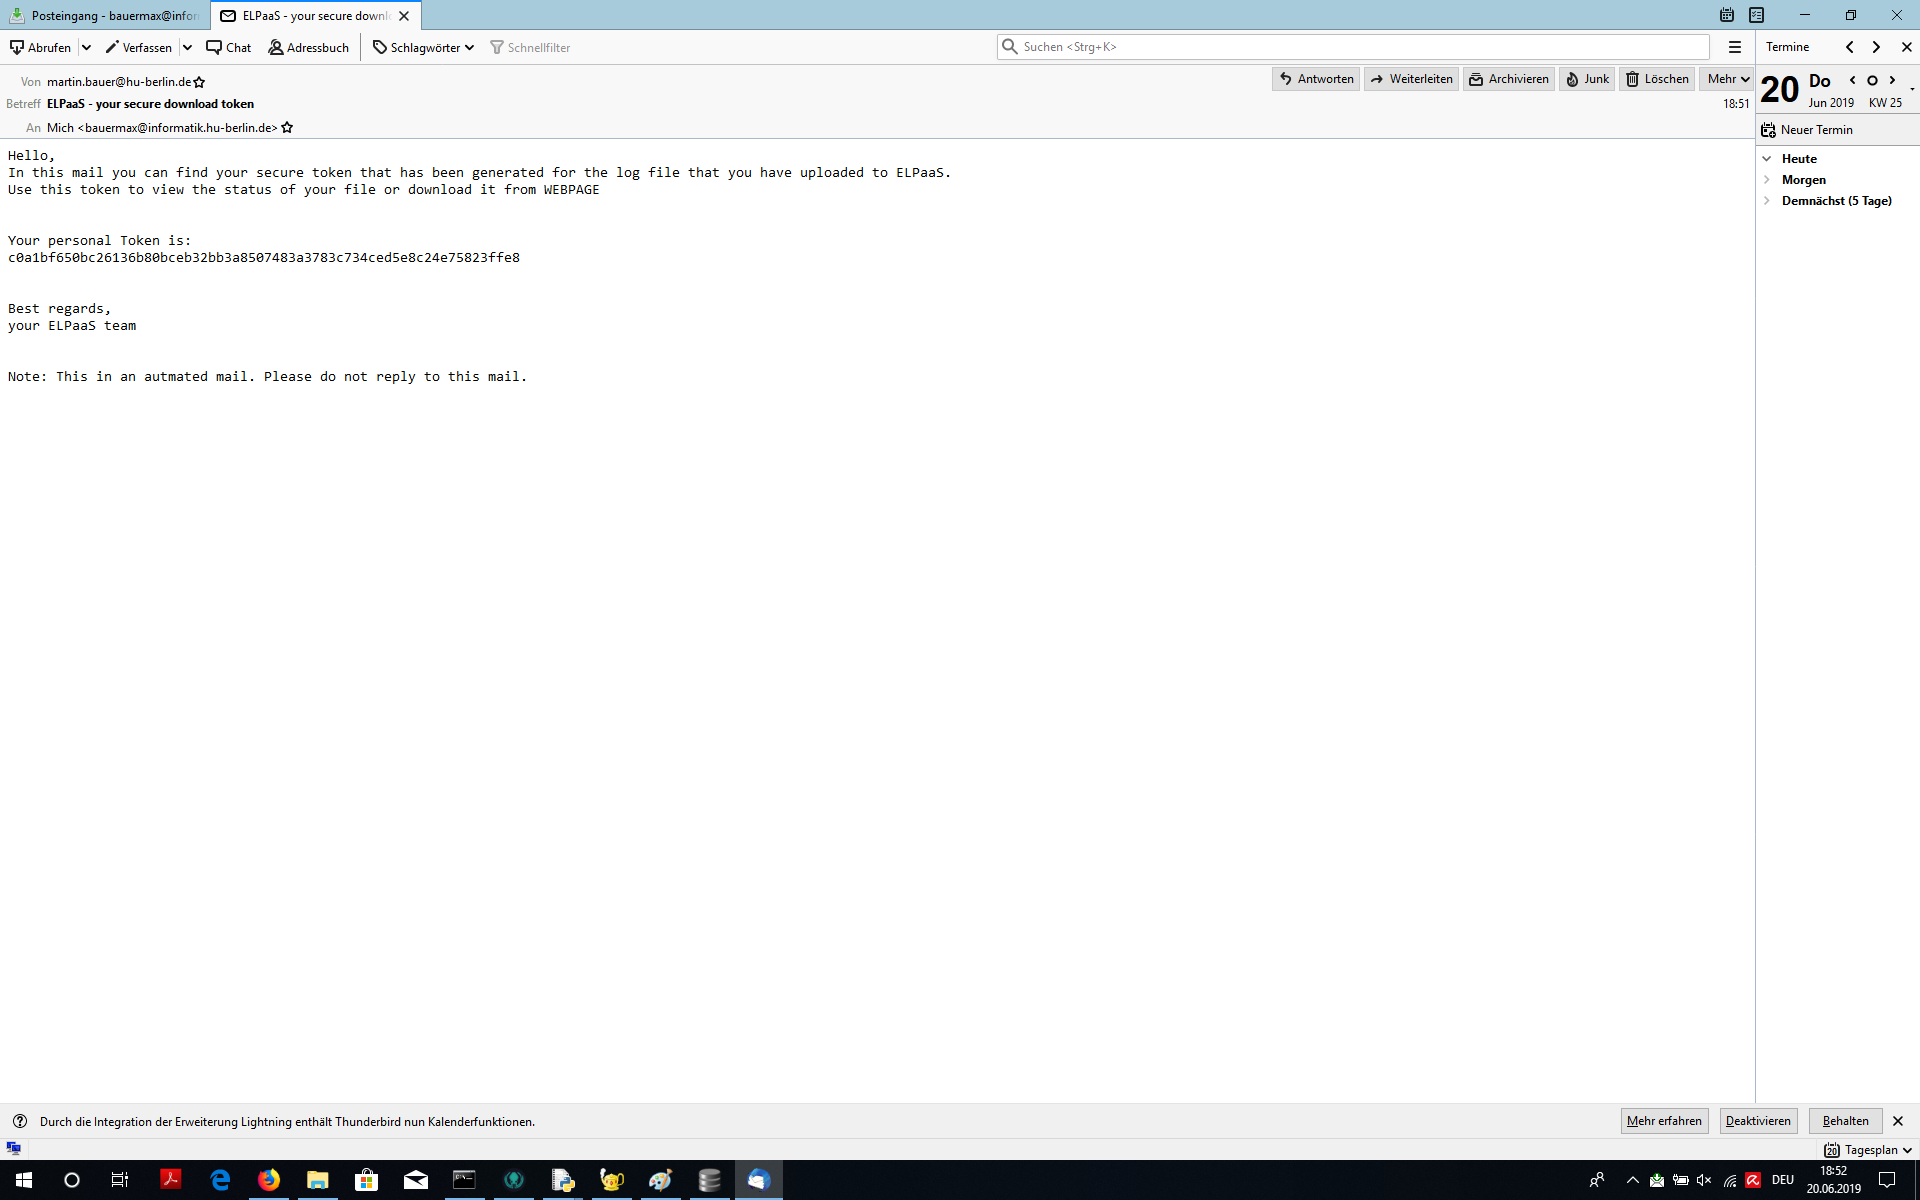 Posteingang - bauermax@infor
ELPaaS - your secure downl
Abrufen
Verfassen
Chat
Adressbuch
Schlagwörter
Schnellfilter
Suchen <Strg+K>
Termine
Von martin.bauer@hu-berlin.de
Antworten
Weiterleiten
Archivieren
Junk
Löschen
Mehr
Betreff ELPaaS - your secure download token
18:51
An Mich <bauermax@informatik.hu-berlin.de>
20 Do
Jun 2019 KW 25
Neuer Termin
Heute
Morgen
Demnächst (5 Tage)
Hello,
In this mail you can find your secure token that has been generated for the log file that you have uploaded to ELPaaS.
Use this token to view the status of your file or download it from WEBPAGE
Your personal Token is:
c0a1bf650bc26136b80bceb32bb3a8507483a3783c734ced5e8c24e75823ffe8
Best regards,
your ELPaaS team
Note: This in an autmated mail. Please do not reply to this mail.
Durch die Integration der Erweiterung Lightning enthält Thunderbird nun Kalenderfunktionen.
Mehr erfahren
Deaktivieren
Behalten
20 Tagesplan
DEU
18:52
20.06.2019